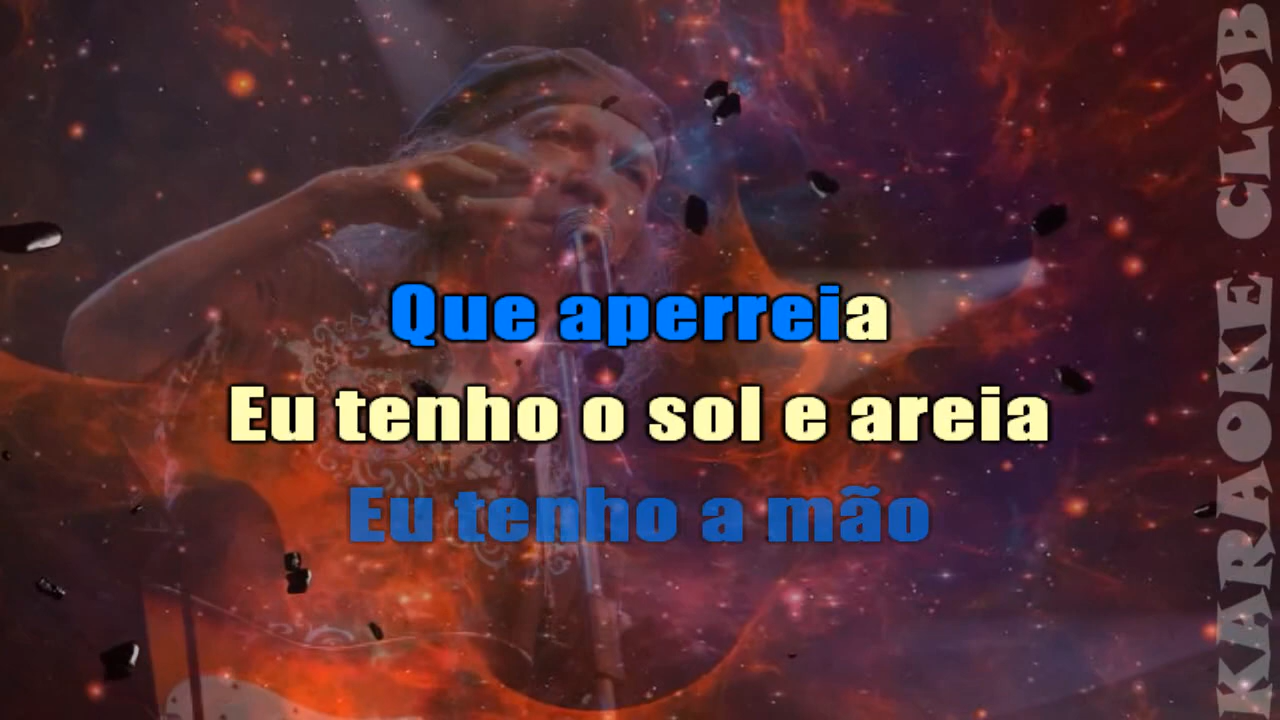 Que aperreia
Eu tenho o sol e areia
Eu tenho a mão
KARAOKE CLUB